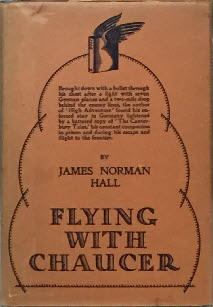 Brought down with a bullet through
his chest after a fight with seven
German planes and a two-mile drop
behind the enemy lines, the author
of "High Adventure" found his en-
forced stay in Germany lightened
by a battered copy of "The Canter-
bury Tales," his constant companion
in prison and during his escape and
flight to the frontier.
BY
JAMES NORMAN
HALL
FLYING
WITH
CHAUCER